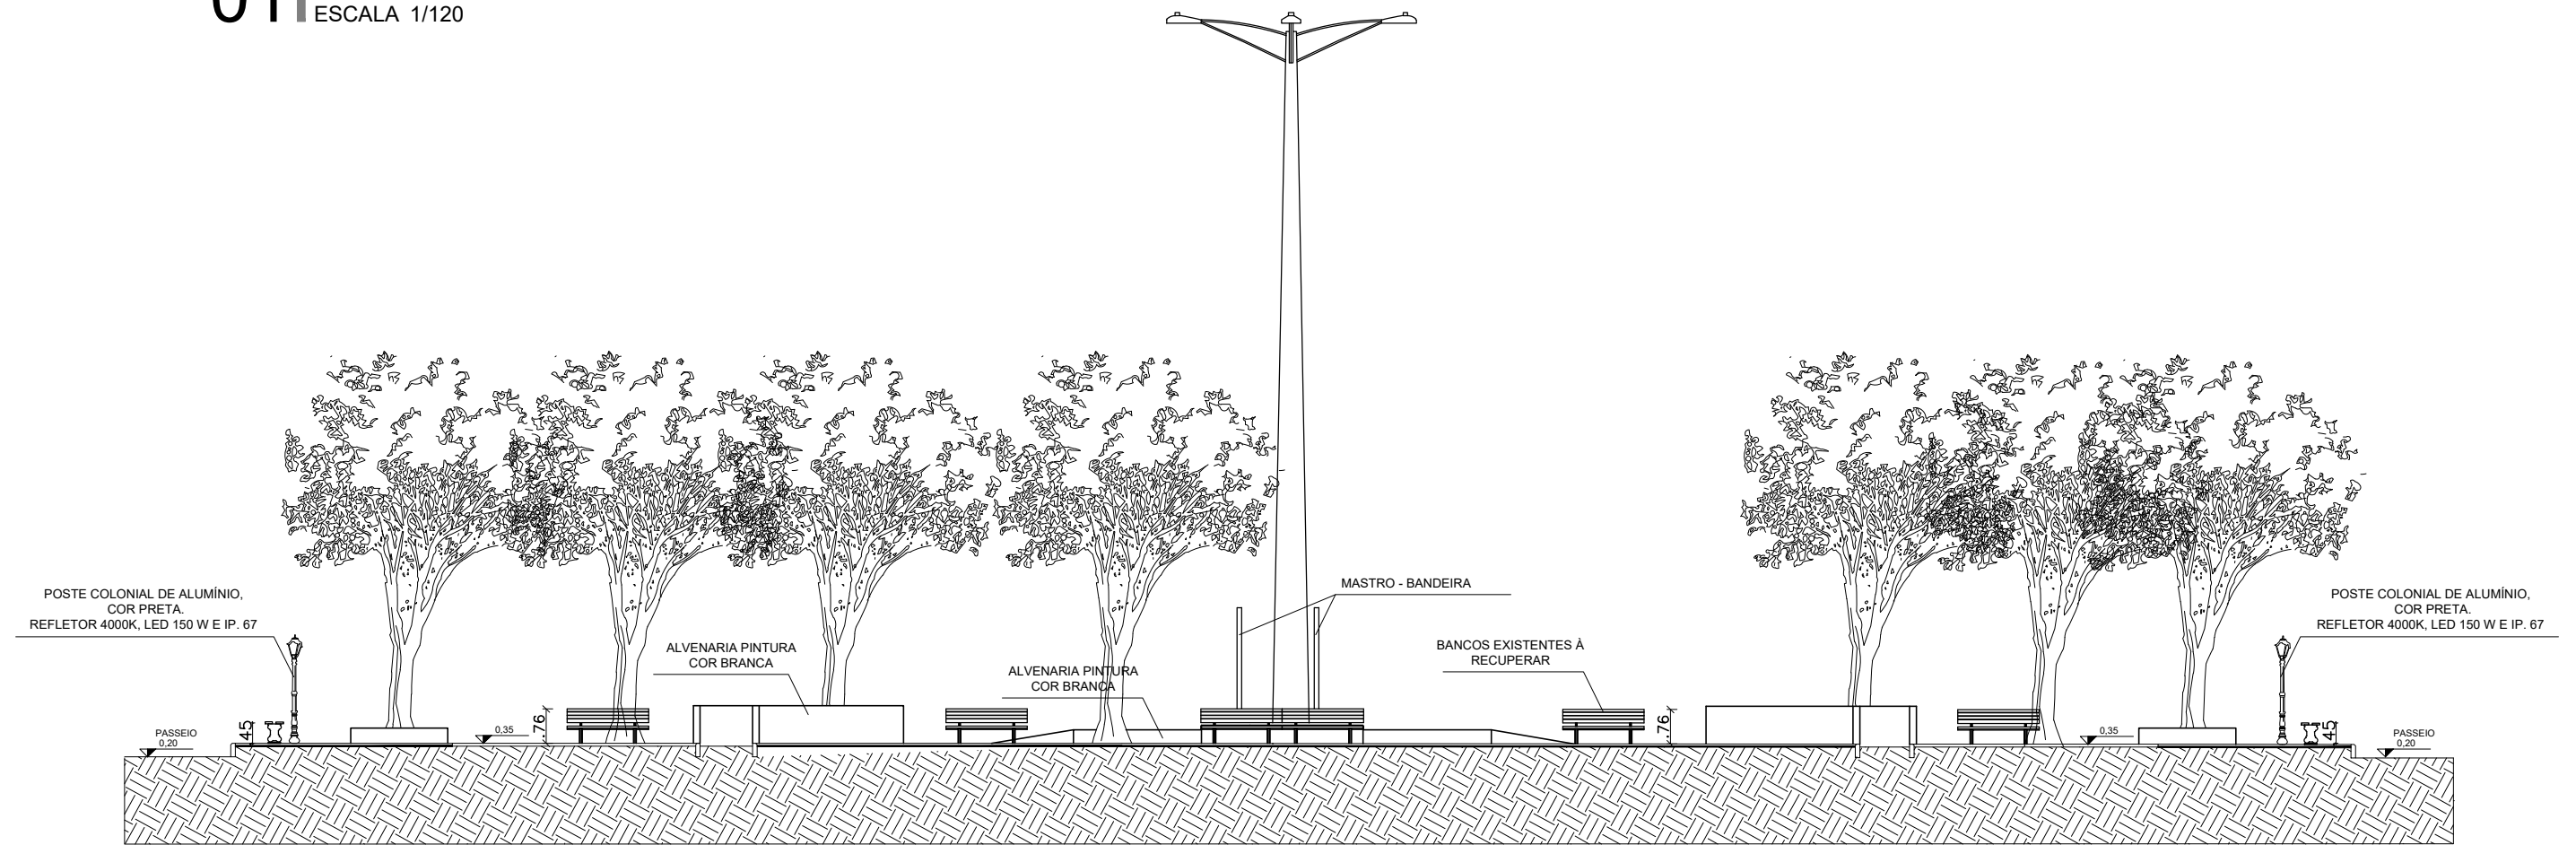 01
ESCALA 1/120
MASTRO - BANDEIRA
POSTE COLONIAL DE ALUMÍNIO,
COR PRETA.
REFLETOR 4000K, LED 150 W E IP. 67
POSTE COLONIAL DE ALUMÍNIO,
COR PRETA.
REFLETOR 4000K, LED 150 W E IP. 67
ALVENARIA PINTURA
COR BRANCA
ALVENARIA PINTURA
COR BRANCA
BANCOS EXISTENTES À
RECUPERAR
PASSEIO
0,20
.45
0,35
.76
.76
0,35
.45
PASSEIO
0,20